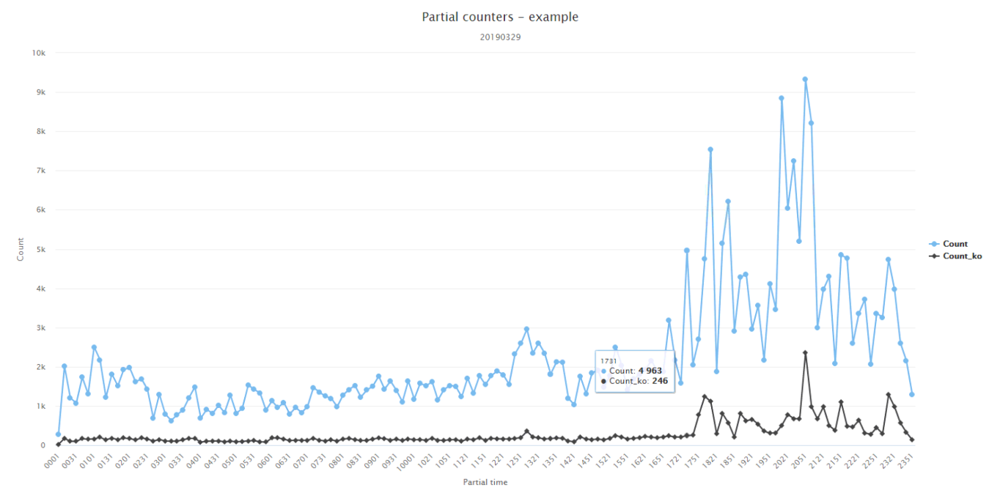 Partial counters – example
20190329
10k
9k
8k
7k
6k
5k
4k
3k
2k
1k
0
Count
1731
Count: 4 963
Count_ko: 246
Count
Count_ko
0001 0031 0101 0131 0201 0231 0301 0331 0401 0431 0501 0531 0601 0631 0701 0731 0801 0831 0901 0931 10001 1021 1051 1121 1151 1221 1251 1321 1351 1421 1451 1521 1551 1621 1651 1721 1751 1821 1851 1921 1951 2021 2051 2121 2151 2221 2251 2321 2351
Partial time